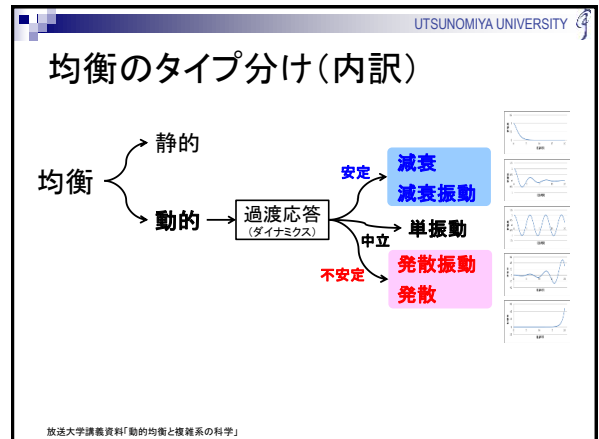 UTSUNOMIYA UNIVERSITY
均衡のタイプ分け（内訳）
均衡
静的
動的
過渡応答
（ダイナミクス）
安定
減衰
減衰振動
中立
単振動
不安定
発散振動
発散
放送大学講義資料「動的均衡と複雑系の科学」